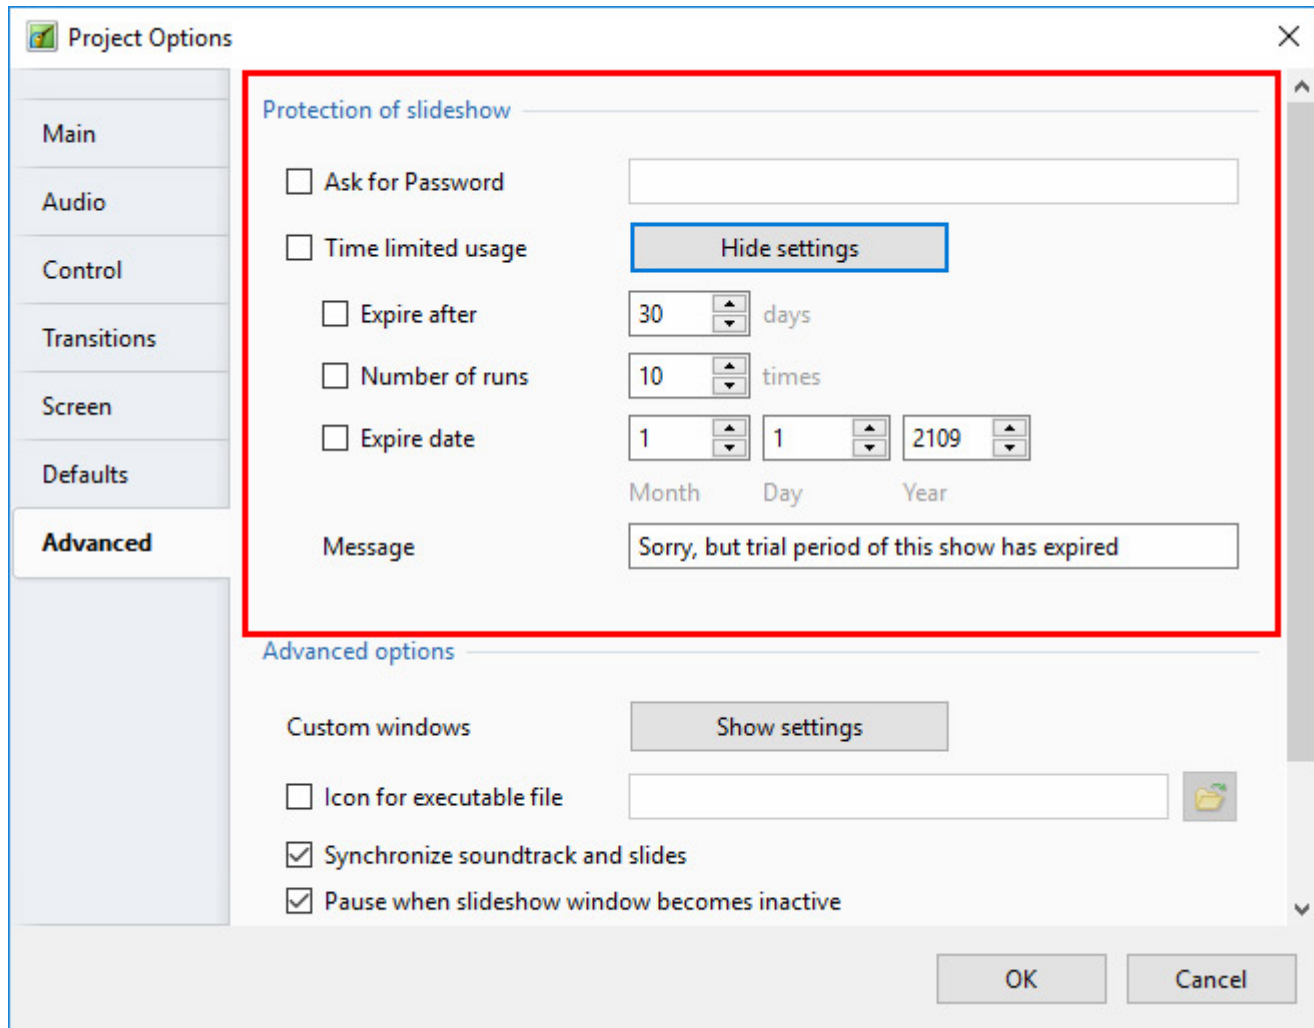 Project Options
Main
Audio
Control
Transitions
Screen
Defaults
Advanced
Protection of slideshow
Ask for Password
Time limited usage Hide settings
Expire after 30 days
Number of runs 10 times
Expire date 1 1 2109
Month Day Year
Message Sorry, but trial period of this show has expired
Advanced options
Custom windows Show settings
Icon for executable file
Synchronize soundtrack and slides
Pause when slideshow window becomes inactive
OK Cancel